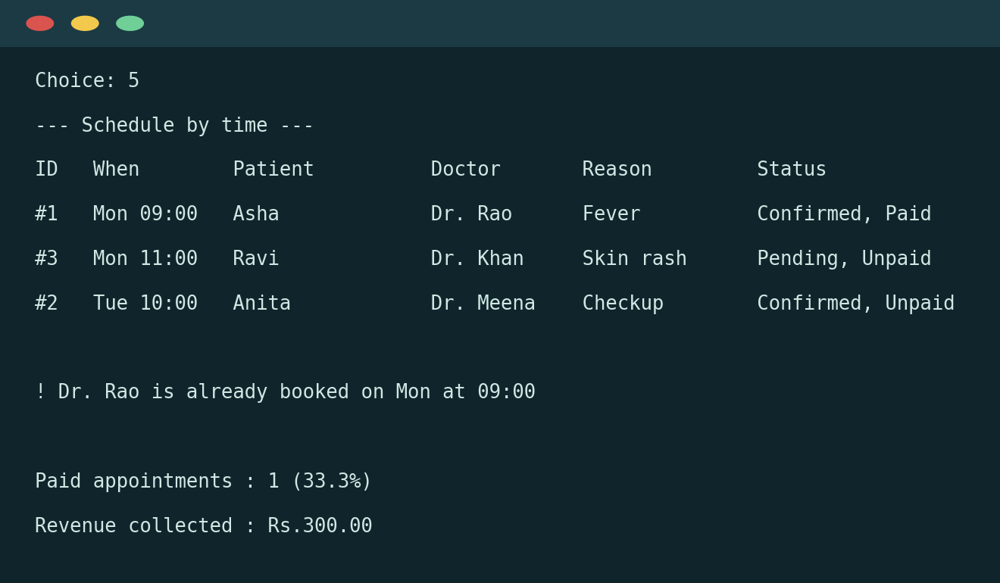 Choice: 5
--- Schedule by time ---
ID   When        Patient          Doctor       Reason         Status
#1   Mon 09:00   Asha             Dr. Rao      Fever          Confirmed, Paid
#3   Mon 11:00   Ravi             Dr. Khan     Skin rash      Pending, Unpaid
#2   Tue 10:00   Anita            Dr. Meena    Checkup        Confirmed, Unpaid
! Dr. Rao is already booked on Mon at 09:00
Paid appointments : 1 (33.3%)
Revenue collected : Rs.300.00